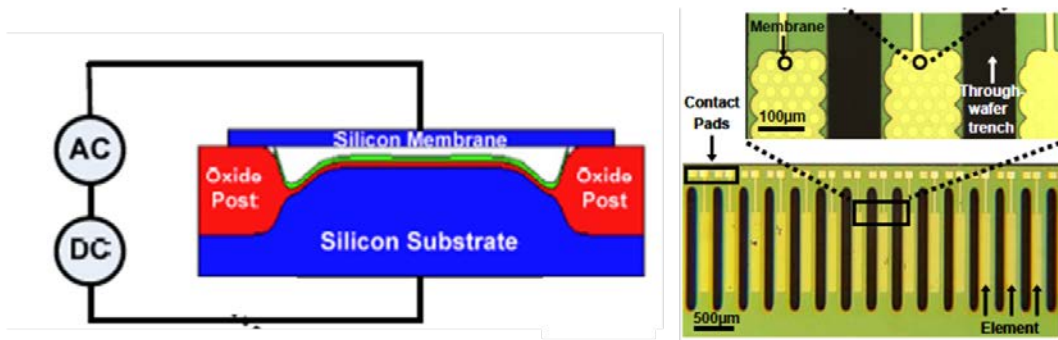 AC
DC
Silicon Membrane
Oxide
Post
Oxide
Post
Silicon Substrate
Membrane
Through-
wafer
trench
100µm
Contact
Pads
500µm
Element